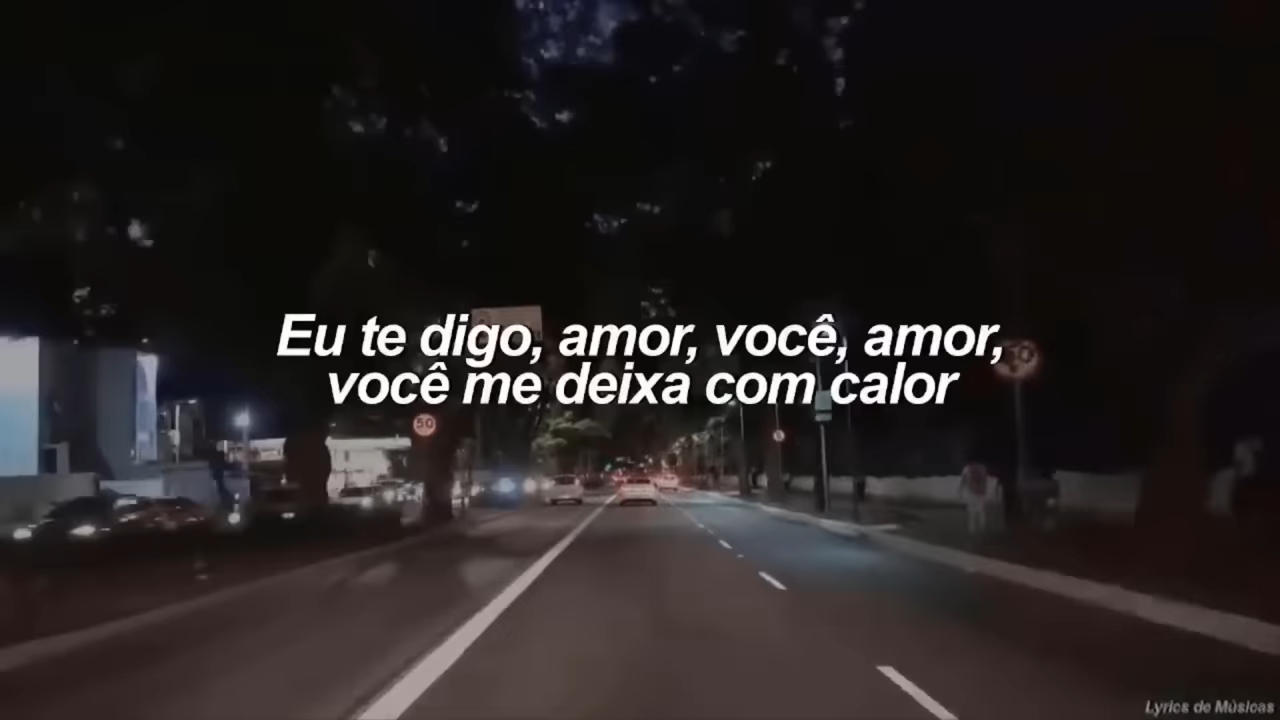 Eu te digo, amor, você, amor,
você me deixa com calor
50
Lyrics de Músicas